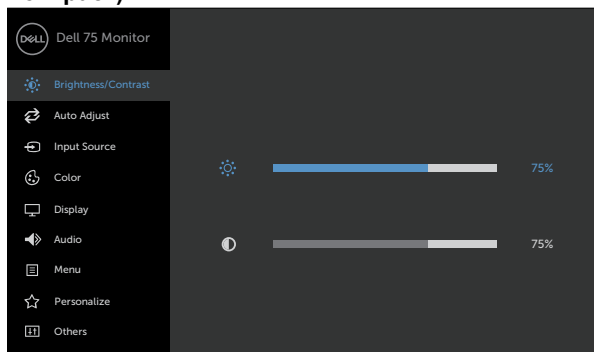 DELL
Dell 75 Monitor
Brightness/Contrast
Auto Adjust
Input Source
Color
Display
Audio
Menu
Personalize
Others
75%
75%